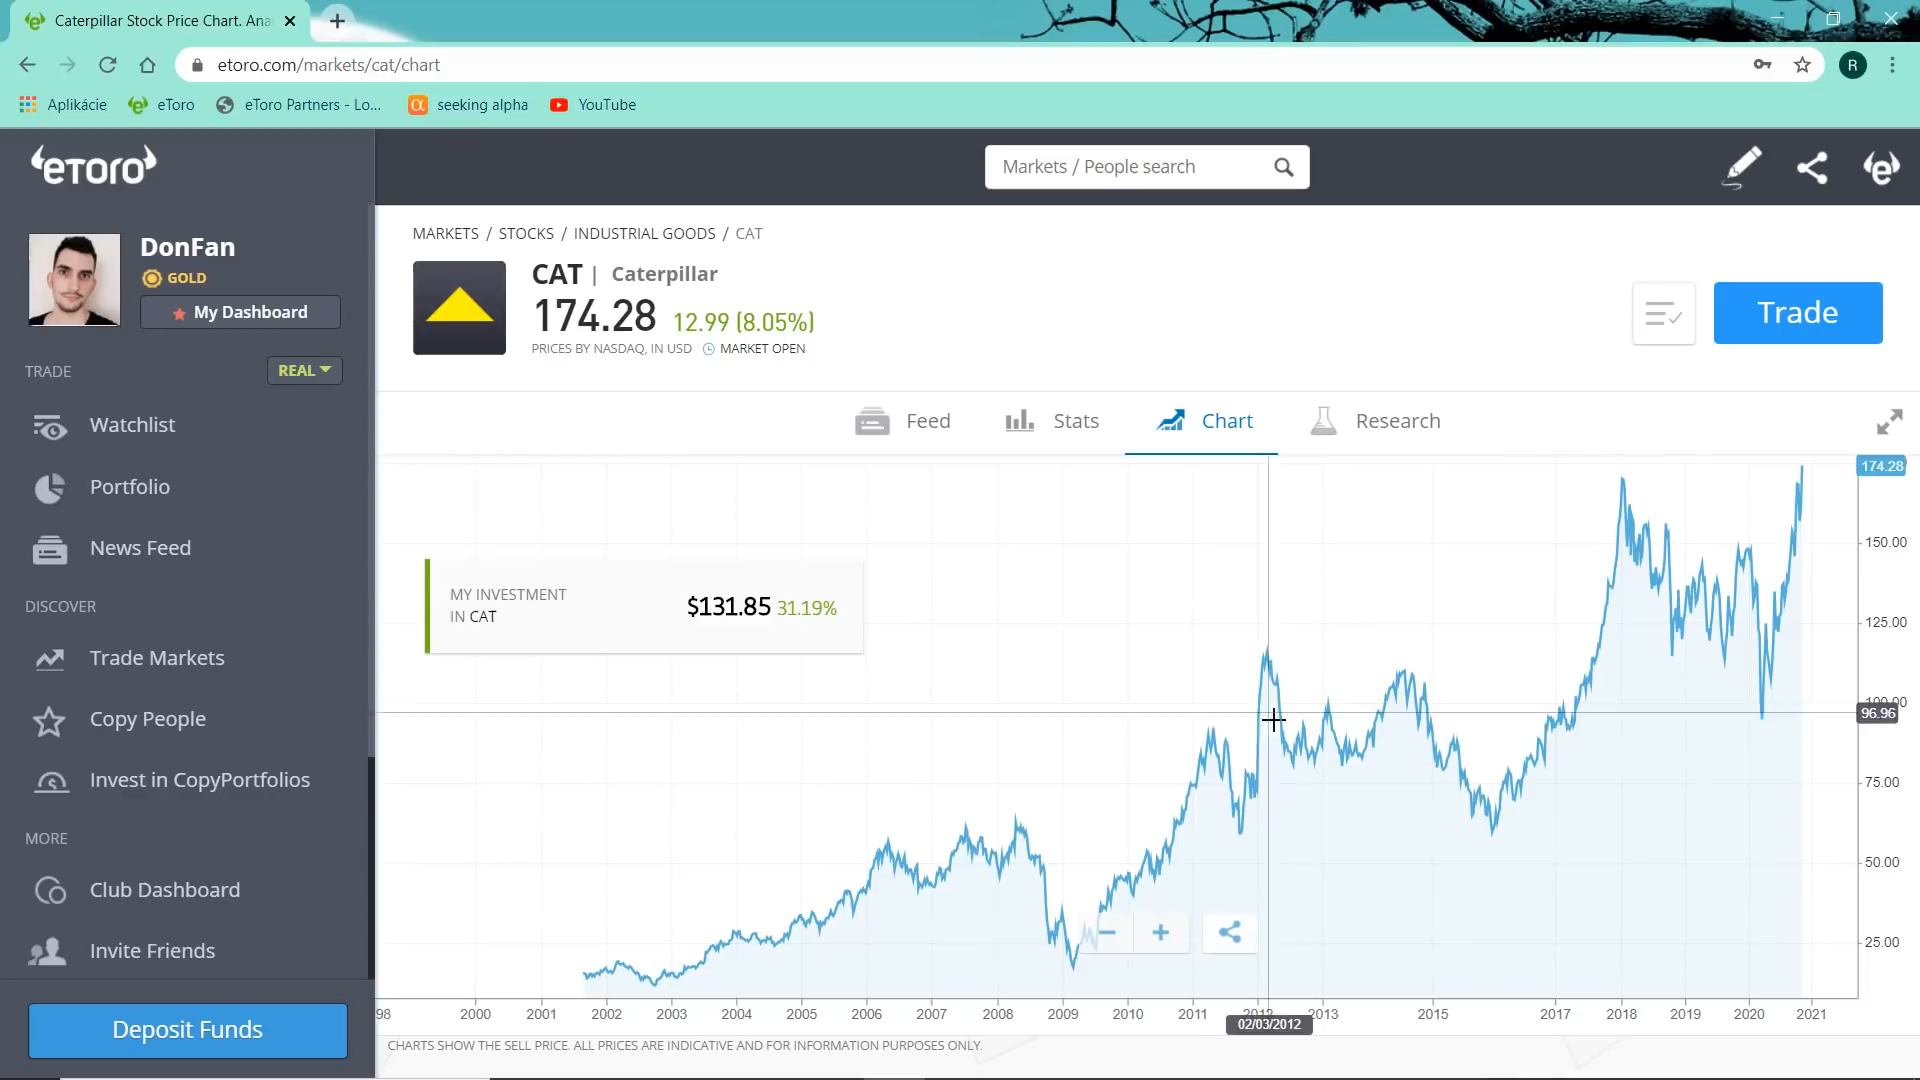 Caterpillar Stock Price Chart. Ana
etoro.com/markets/cat/chart
R
Aplikácie
eToro
eToro Partners - Lo...
seeking alpha
YouTube
eToro
Markets / People search
DonFan
GOLD
My Dashboard
TRADE
REAL
Watchlist
Portfolio
News Feed
DISCOVER
Trade Markets
Copy People
Invest in CopyPortfolios
MORE
Club Dashboard
Invite Friends
Deposit Funds
MARKETS / STOCKS / INDUSTRIAL GOODS / CAT
CAT | Caterpillar
174.28 12.99 (8.05%)
PRICES BY NASDAQ, IN USD MARKET OPEN
Trade
Feed
Stats
Chart
Research
MY INVESTMENT
IN CAT
$131.85 31.19%
174.28
150.00
125.00
100.00
96.96
75.00
50.00
25.00
98 2000 2001 2002 2003 2004 2005 2006 2007 2008 2009 2010 2011 2012 2013 2015 2017 2018 2019 2020 2021
02/03/2012
CHARTS SHOW THE SELL PRICE. ALL PRICES ARE INDICATIVE AND FOR INFORMATION PURPOSES ONLY.